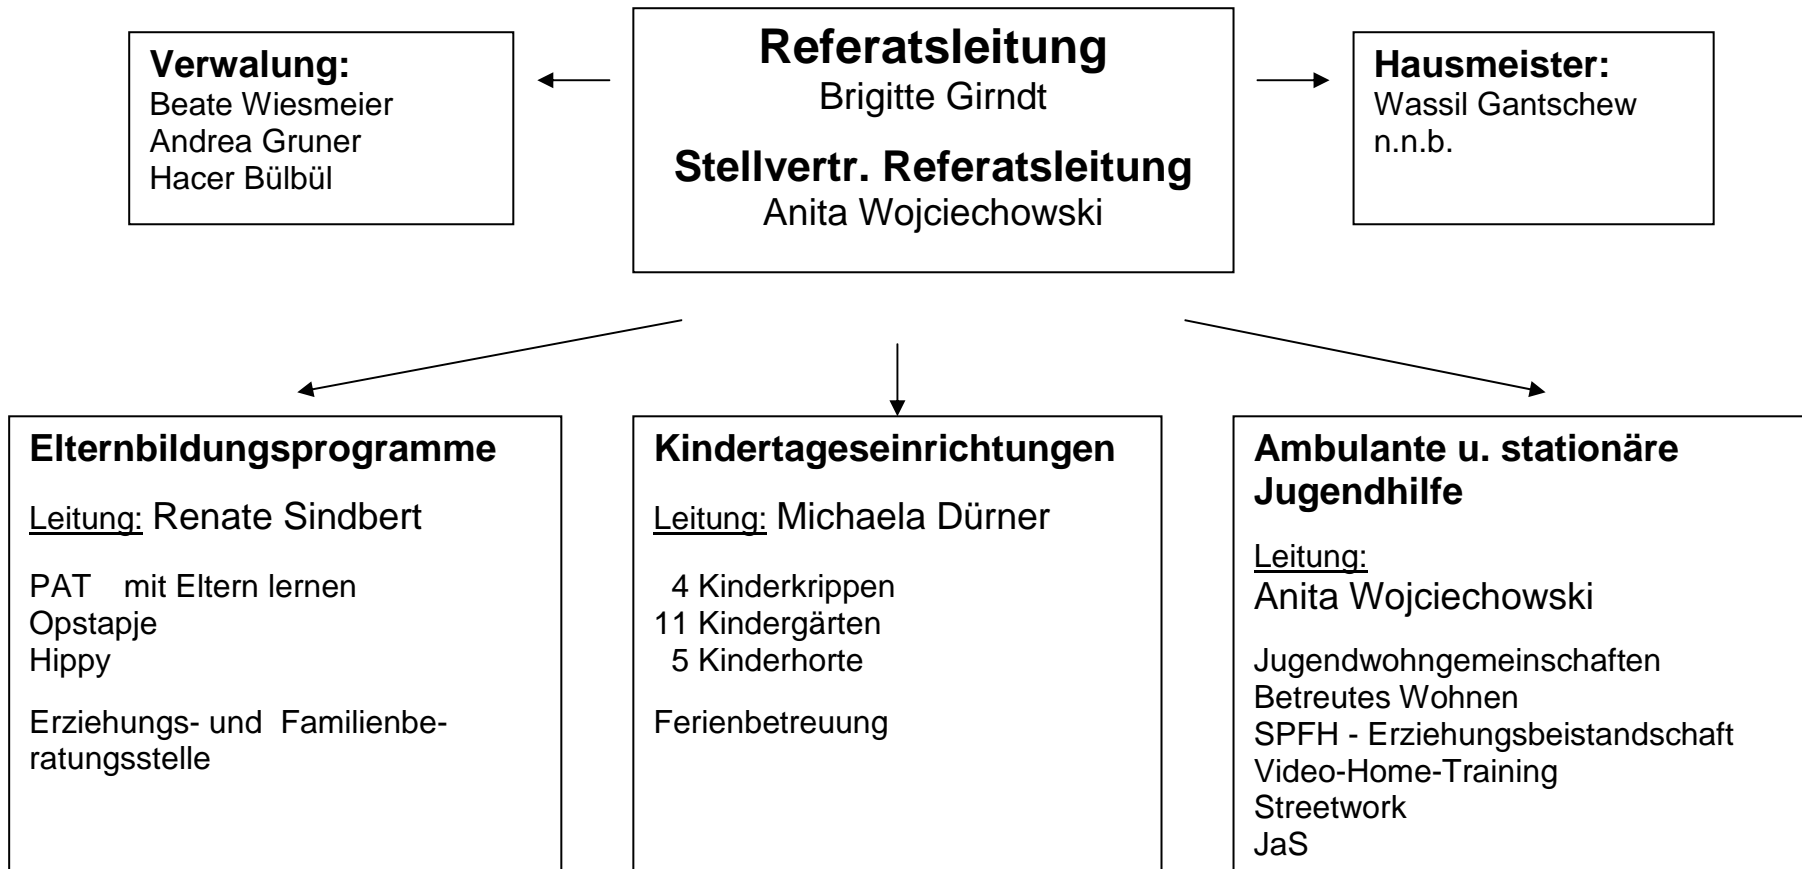 Verwalung:
Beate Wiesmeier
Andrea Gruner
Hacer Bülbül
Referatsleitung
Brigitte Girndt
Stellvertr. Referatsleitung
Anita Wojciechowski
Hausmeister:
Wassil Gantschew
n.n.b.
Elternbildungsprogramme
Leitung: Renate Sindbert
PAT mit Eltern lernen
Opstapje
Hippy
Erziehungs- und Familienbe-
ratungsstelle
Kindertageseinrichtungen
Leitung: Michaela Dürner
4 Kinderkrippen
11 Kindergärten
5 Kinderhorte
Ferienbetreuung
Ambulante u. stationäre
Jugendhilfe
Leitung:
Anita Wojciechowski
Jugendwohngemeinschaften
Betreutes Wohnen
SPFH - Erziehungsbeistandschaft
Video-Home-Training
Streetwork
JaS